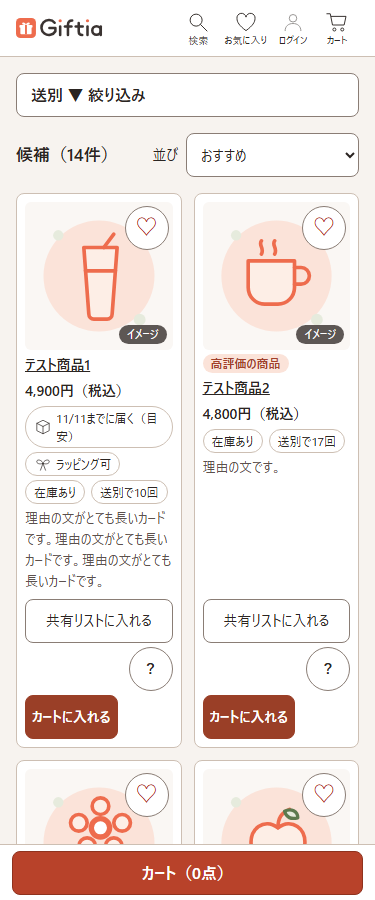 Giftia
検索
お気に入り
ログイン
カート
送別 ▼ 絞り込み
候補（14件）
並び
おすすめ
イメージ
テスト商品1
4,900円（税込）
11/11までに届く（目
安）
ラッピング可
在庫あり
送別で10回
理由の文がとても長いカード
です。理由の文がとても長い
カードです。理由の文がとても
長いカードです。
共有リストに入れる
?
カートに入れる
イメージ
高評価の商品
テスト商品2
4,800円（税込）
在庫あり
送別で17回
理由の文です。
共有リストに入れる
?
カートに入れる
カート（0点）